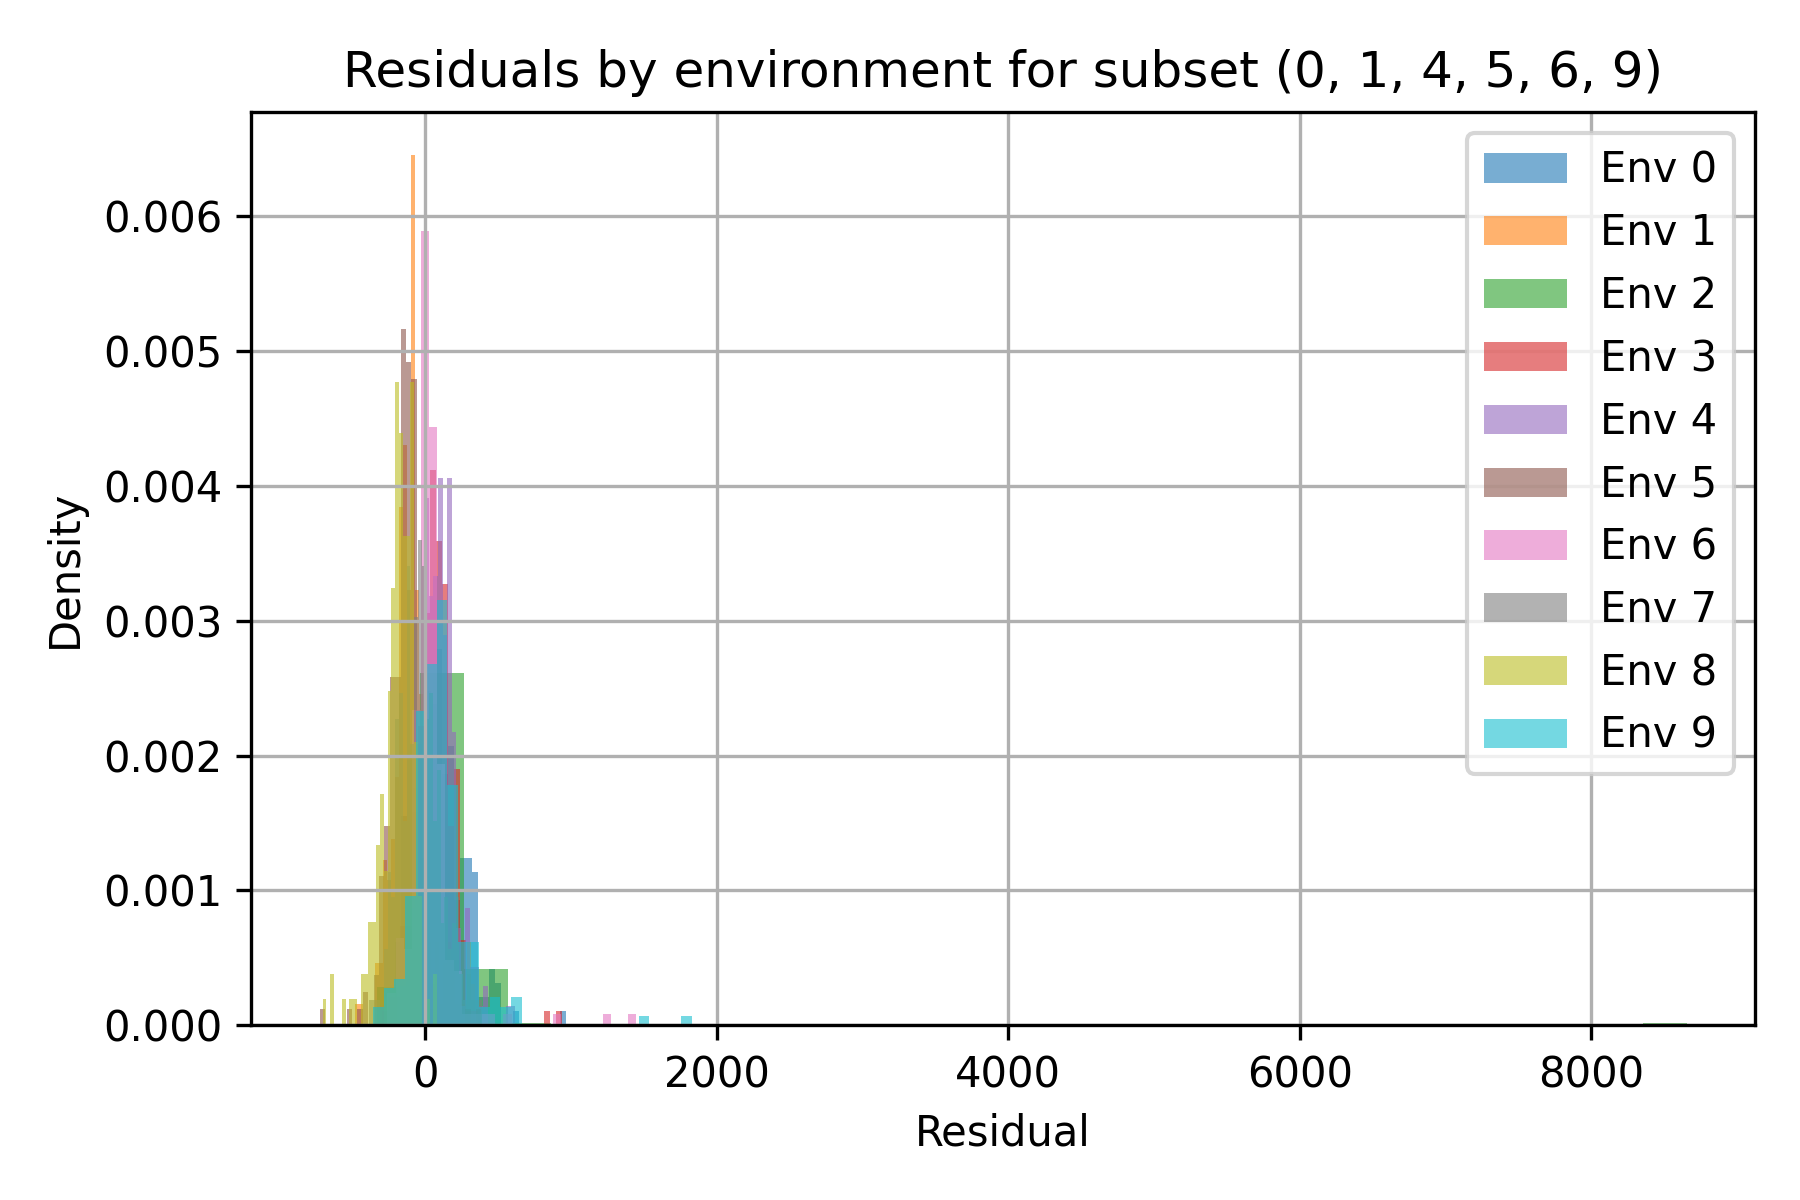 Residuals by environment for subset (0, 1, 4, 5, 6, 9)
Density
0.006
0.005
0.004
0.003
0.002
0.001
0.000
0
2000
4000
6000
8000
Residual
Env 0
Env 1
Env 2
Env 3
Env 4
Env 5
Env 6
Env 7
Env 8
Env 9